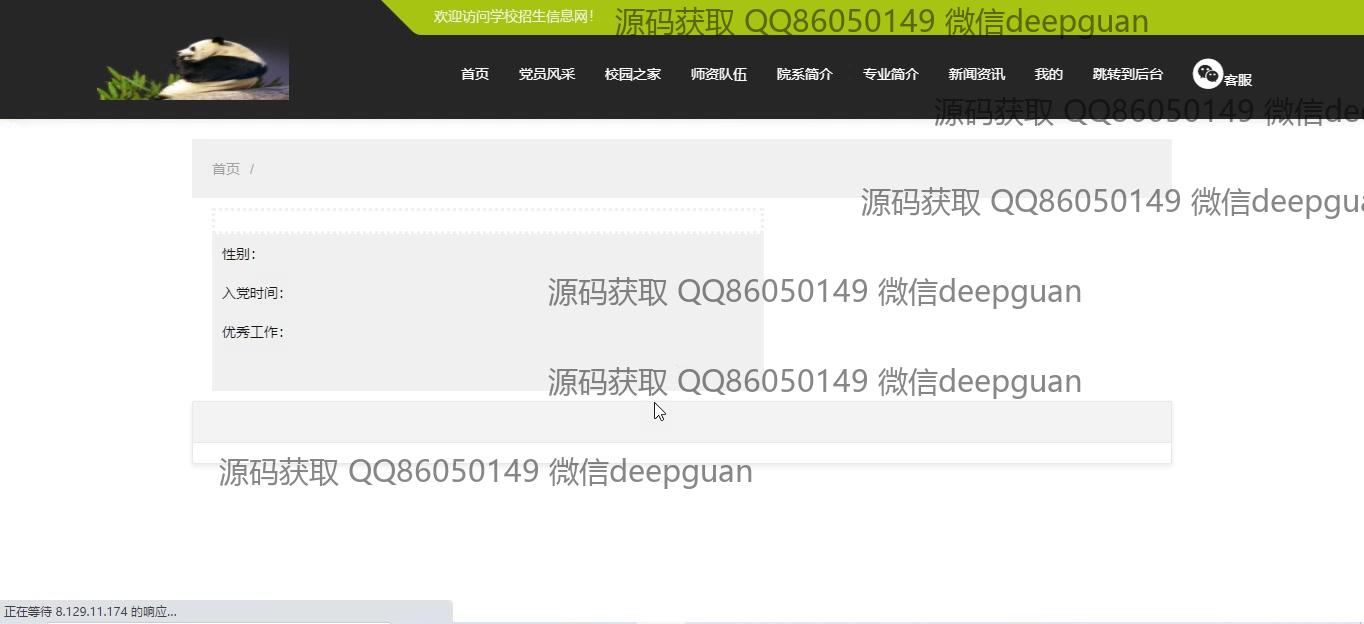 欢迎访问学校招生信息网！
源码获取 QQ86050149 微信deepguan
首页 党员风采 校园之家 师资队伍 院系简介 专业简介 新闻资讯 我的 跳转到后台 客服
源码获取 QQ86050149 微信dee
首页 /
源码获取 QQ86050149 微信deepgua
性别：
入党时间：
源码获取 QQ86050149 微信deepguan
优秀工作：
源码获取 QQ86050149 微信deepguan
源码获取 QQ86050149 微信deepguan
正在等待 8.129.11.174 的响应...